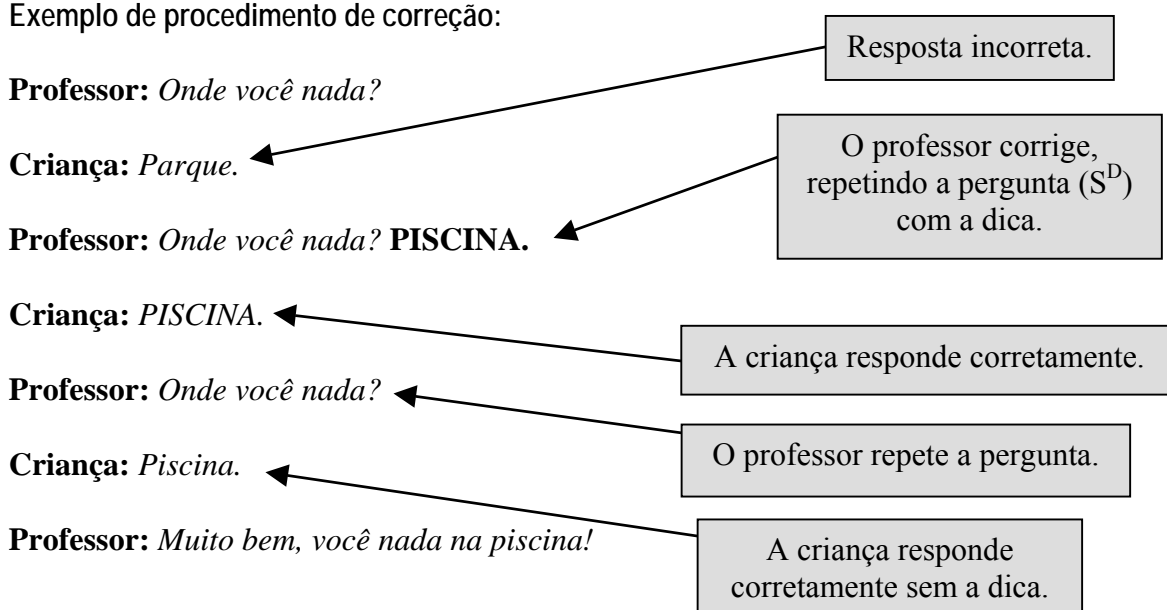 Exemplo de procedimento de correção:
Resposta incorreta.
Professor: Onde você nada?
Criança: Parque.
O professor corrige,
repetindo a pergunta (S^D)
com a dica.
Professor: Onde você nada? PISCINA.
Criança: PISCINA.
A criança responde corretamente.
Professor: Onde você nada?
O professor repete a pergunta.
Criança: Piscina.
Professor: Muito bem, você nada na piscina!
A criança responde
corretamente sem a dica.